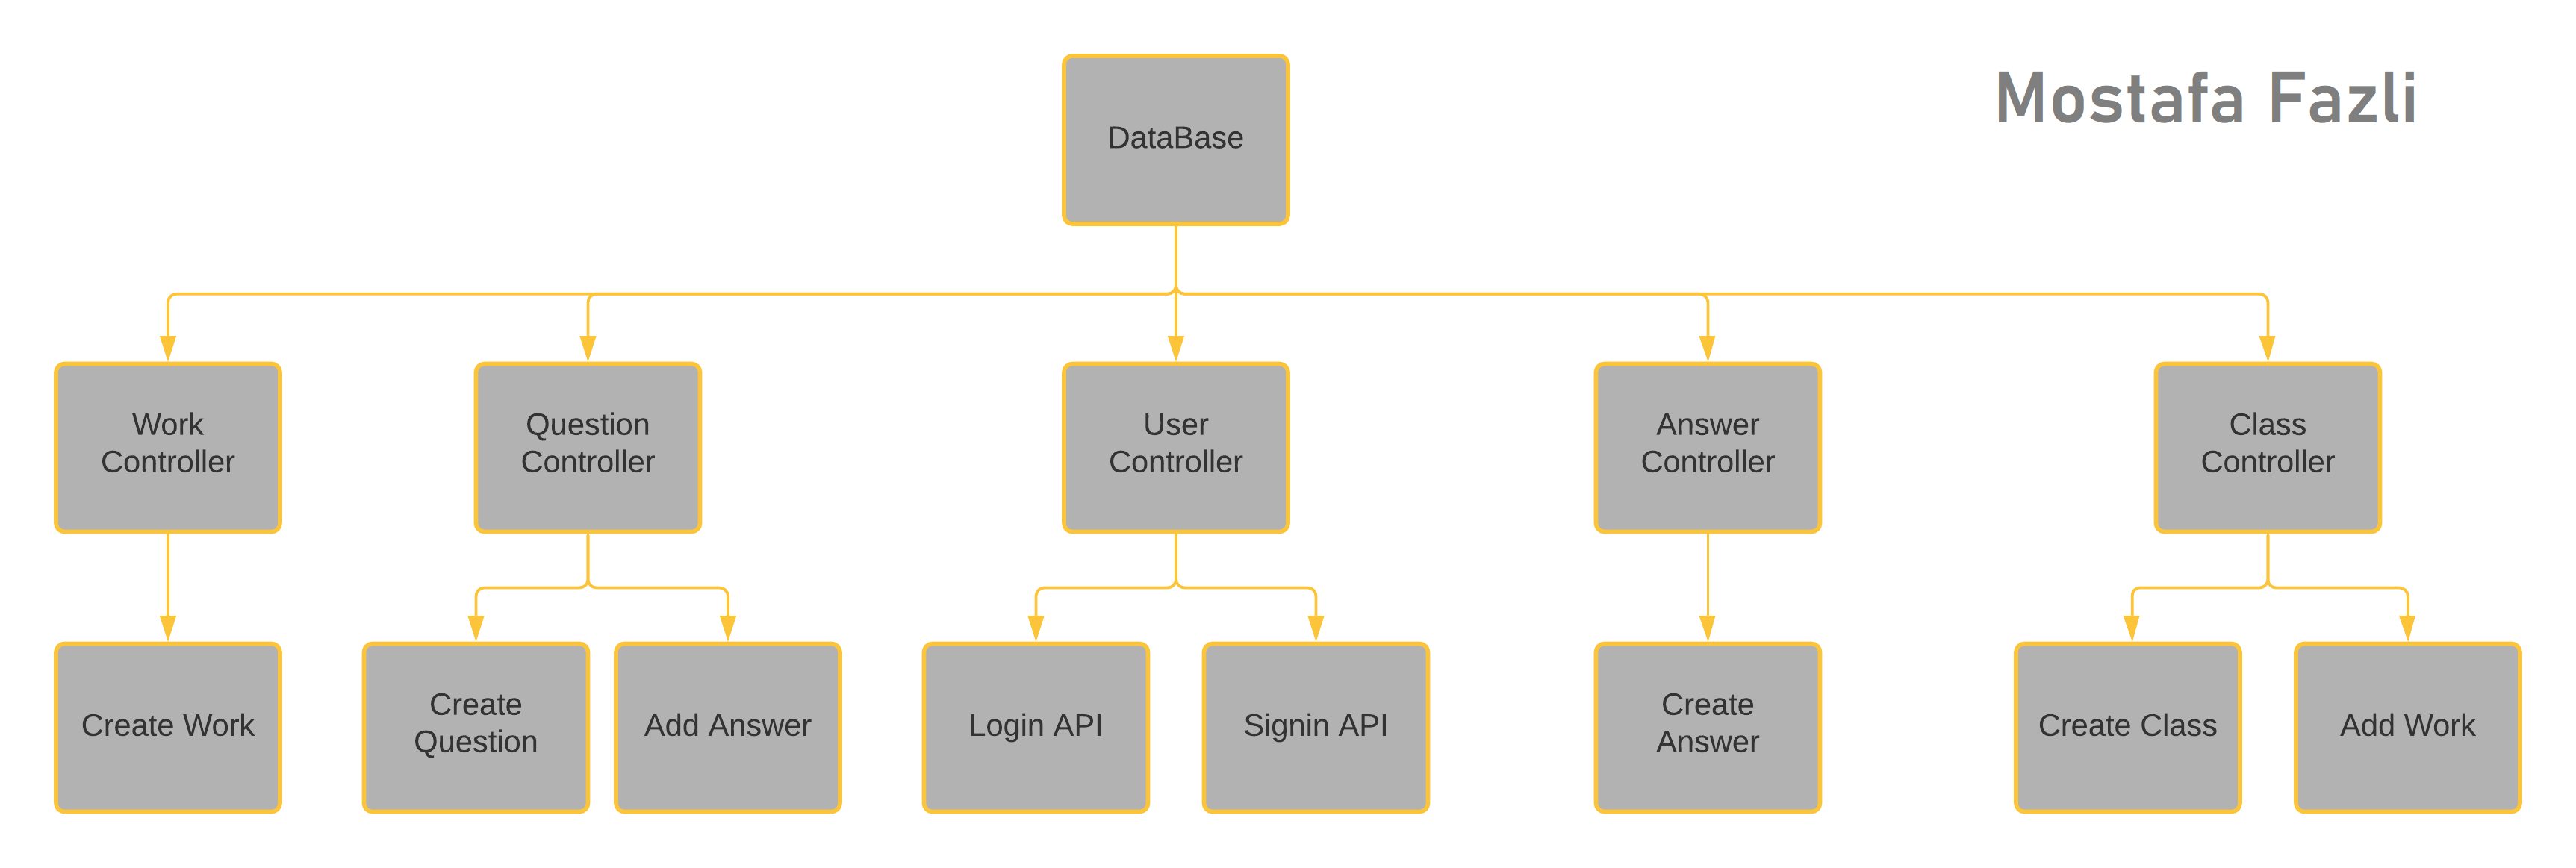 DataBase
Mostafa Fazli
Work
Controller
Question
Controller
User
Controller
Answer
Controller
Class
Controller
Create Work
Create
Question
Add Answer
Login API
Signin API
Create
Answer
Create Class
Add Work